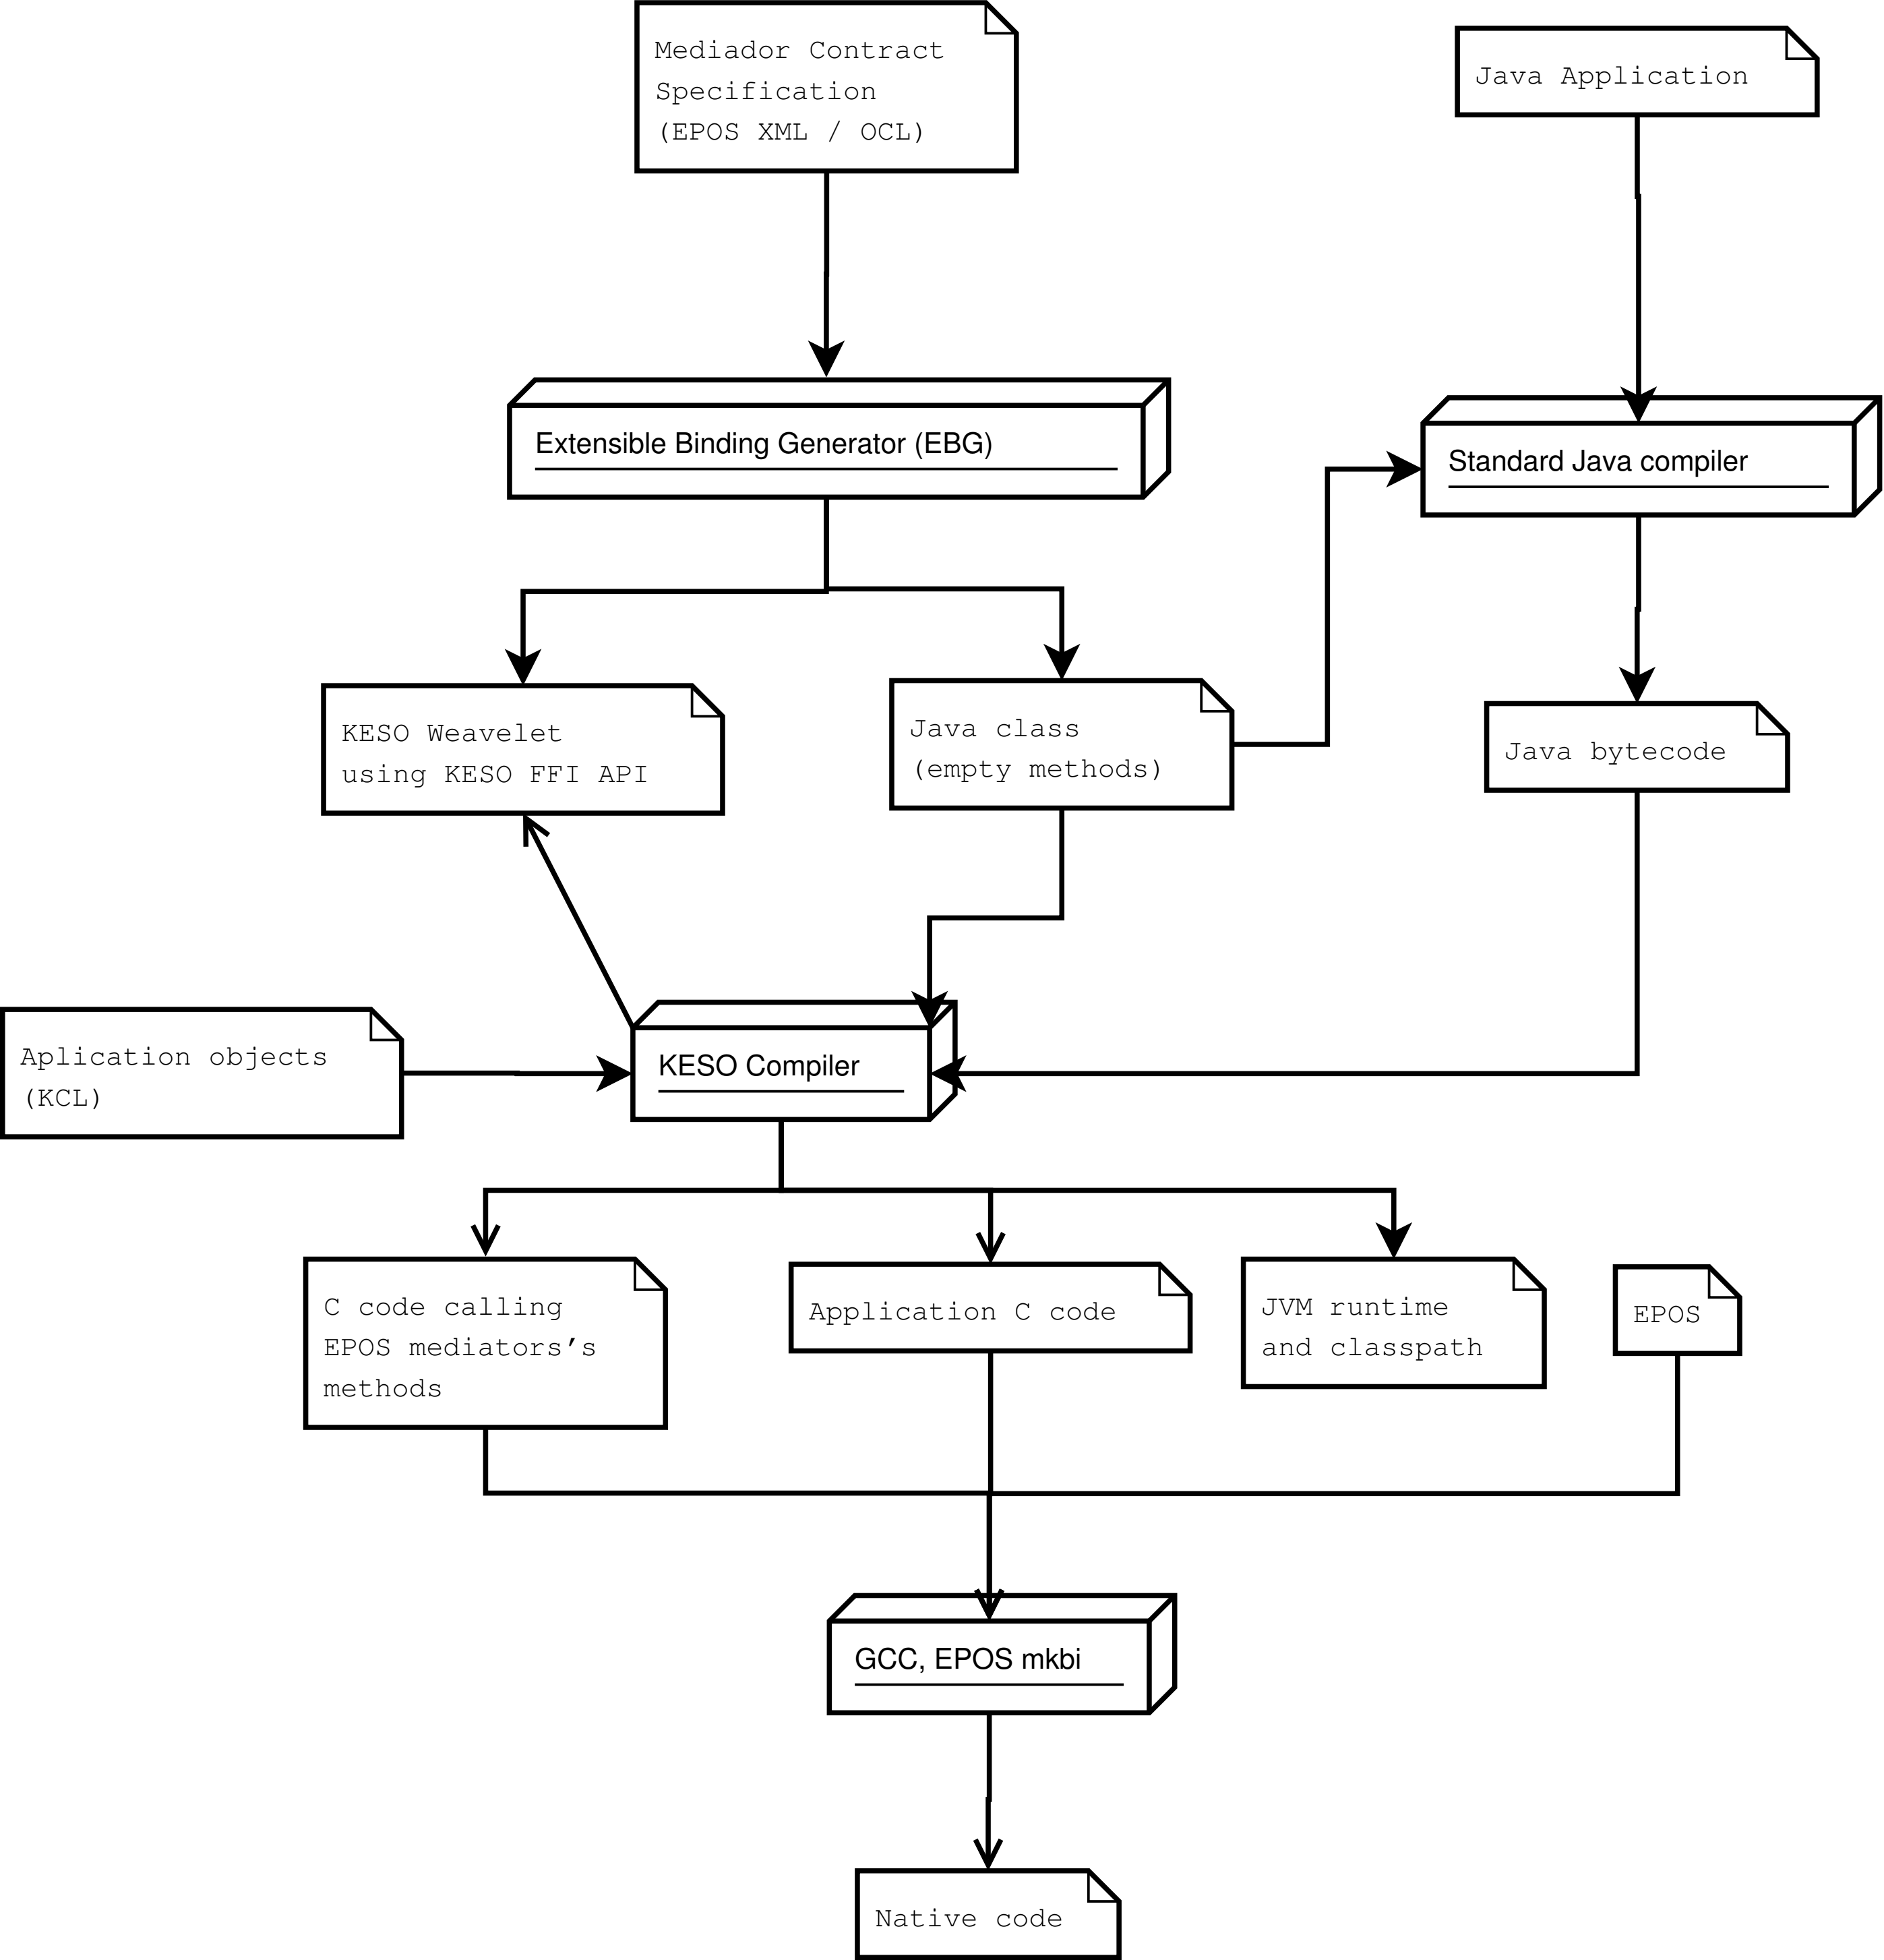 Mediador Contract
Specification
(EPOS XML / OCL)
Java Application
Extensible Binding Generator (EBG)
Standard Java compiler
KESO Weavelet
using KESO FFI API
Java class
(empty methods)
Java bytecode
Aplication objects
(KCL)
KESO Compiler
C code calling
EPOS mediators’s
methods
Application C code
JVM runtime
and classpath
EPOS
GCC, EPOS mkbi
Native code